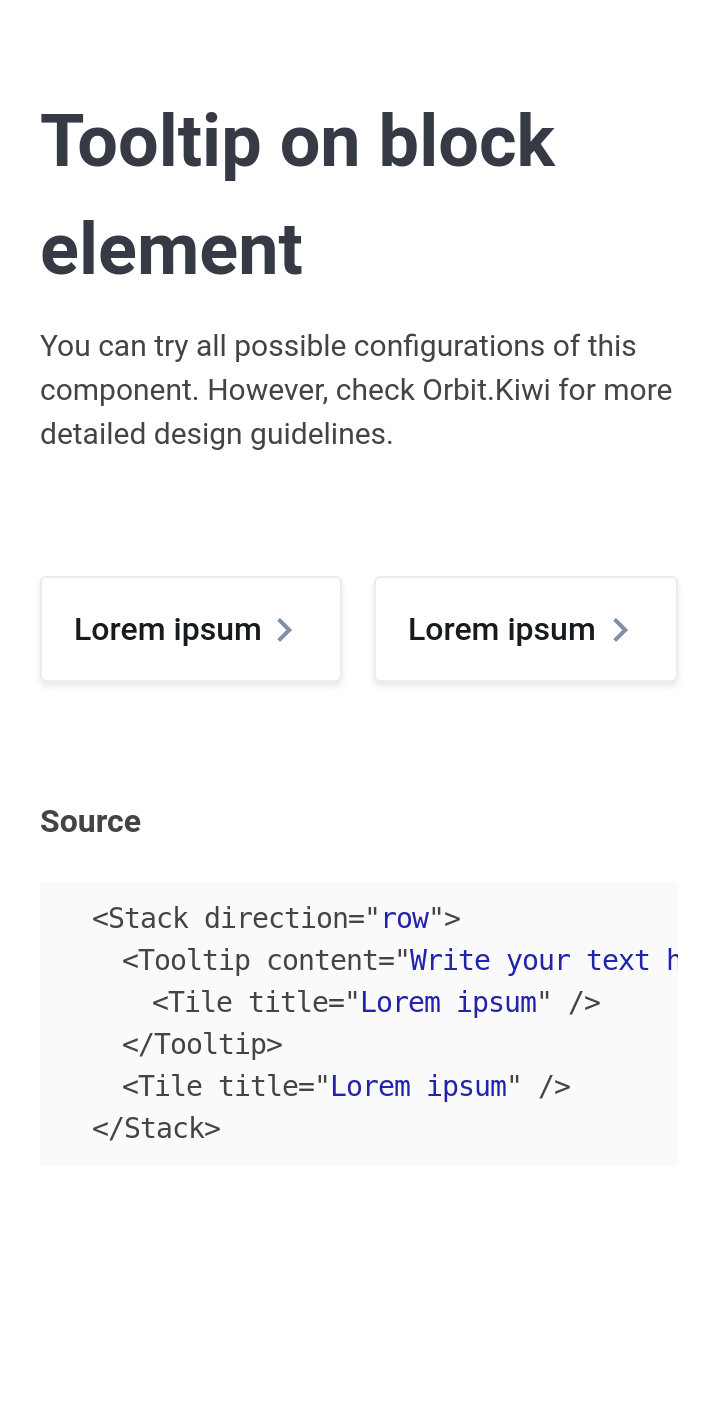 Tooltip on block
element
You can try all possible configurations of this
component. However, check Orbit.Kiwi for more
detailed design guidelines.
Lorem ipsum
Lorem ipsum
Source
<Stack direction="row">
<Tooltip content="Write your text h
<Tile title="Lorem ipsum" />
</Tooltip>
<Tile title="Lorem ipsum" />
</Stack>